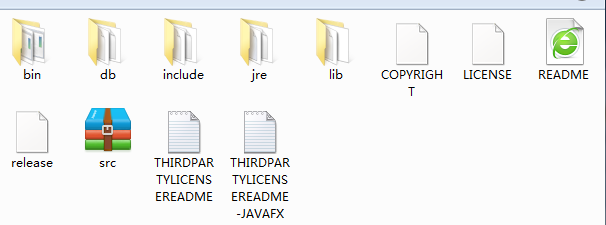 bin
db
include
jre
lib
COPYRIGH
T
LICENSE
README
release
src
THIRDPAR
TYLICENS
EREADME
THIRDPAR
TYLICENS
EREADME
-JAVAFX